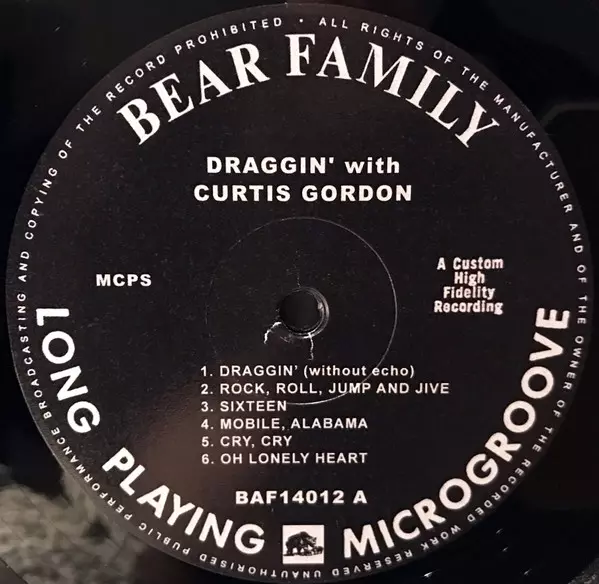 ALL RIGHTS OF THE MANUFACTURER AND OF THE OWNER OF THE RECORDED WORK RESERVED UNAUTHORISED PUBLIC PERFORMANCE BROADCASTING AND COPYING OF THE RECORD PROHIBITED •
BEAR FAMILY
DRAGGIN' with
CURTIS GORDON
MCPS
A Custom
High
Fidelity
Recording
1. DRAGGIN' (without echo)
2. ROCK, ROLL, JUMP AND JIVE
3. SIXTEEN
4. MOBILE, ALABAMA
5. CRY, CRY
6. OH LONELY HEART
BAF14012 A
LONG PLAYING MICROGROOVE